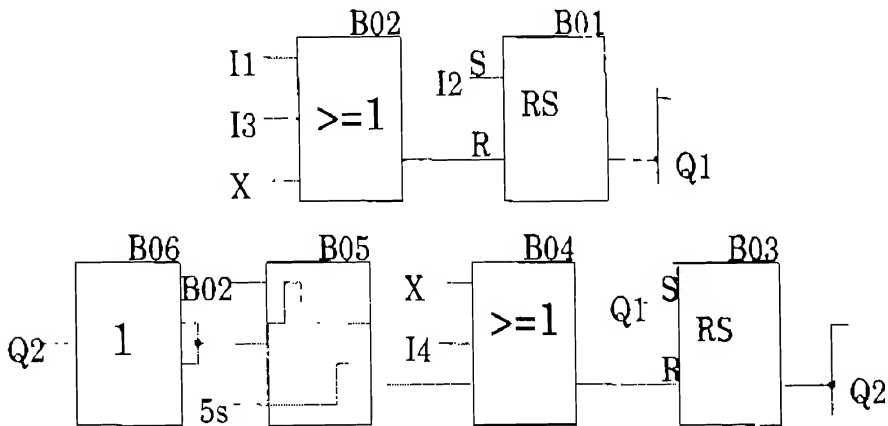 B02 B01
I1
I2 S
I3 >=1 RS
R
X Q1
B06 B05 B04 B03
B02 X S
Q1
1 >=1 RS
Q2 I4
R
5s Q2